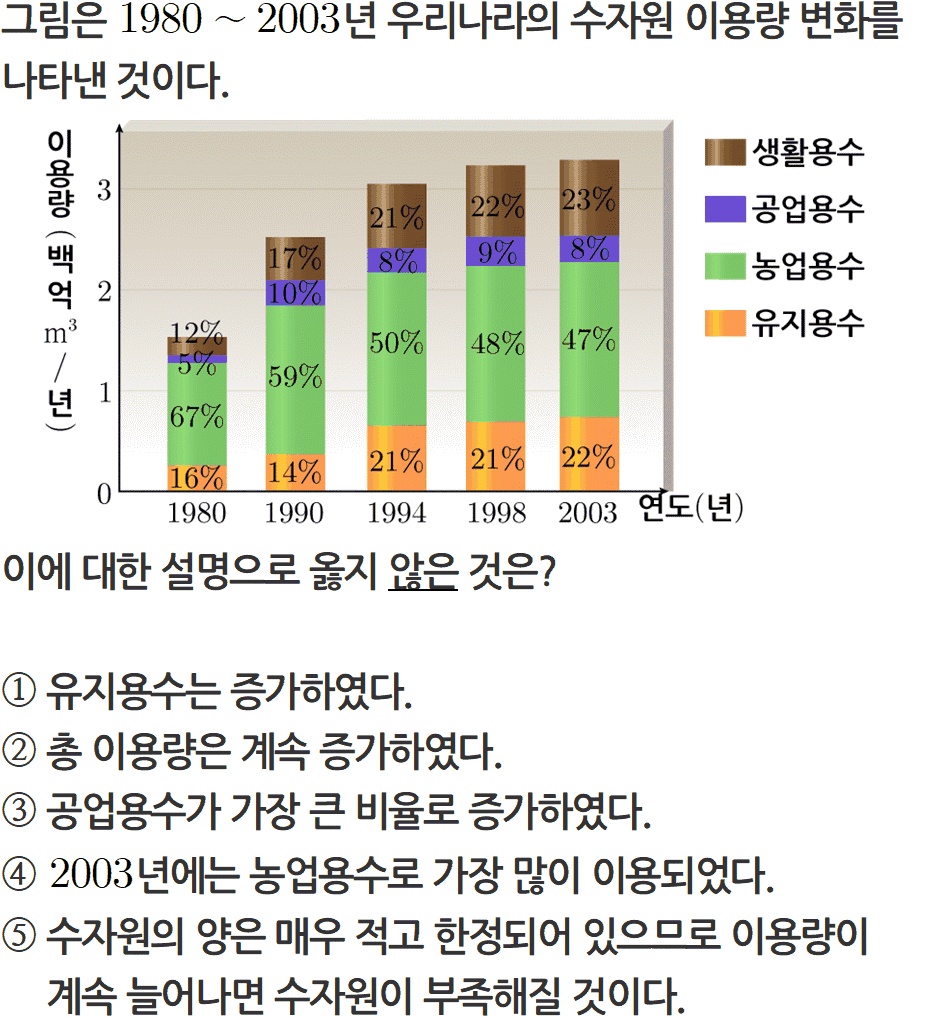 그림은 1980 ~ 2003년 우리나라의 수자원 이용량 변화를
나타낸 것이다.
이용량(백억 m³/년)
3
2
1
0
12%
5%
67%
16%
17%
10%
59%
14%
21%
8%
50%
21%
22%
9%
48%
21%
23%
8%
47%
22%
1980 1990 1994 1998 2003 연도(년)
생활용수
공업용수
농업용수
유지용수
이에 대한 설명으로 옳지 않은 것은?
① 유지용수는 증가하였다.
② 총 이용량은 계속 증가하였다.
③ 공업용수가 가장 큰 비율로 증가하였다.
④ 2003년에는 농업용수로 가장 많이 이용되었다.
⑤ 수자원의 양은 매우 적고 한정되어 있으므로 이용량이
계속 늘어나면 수자원이 부족해질 것이다.